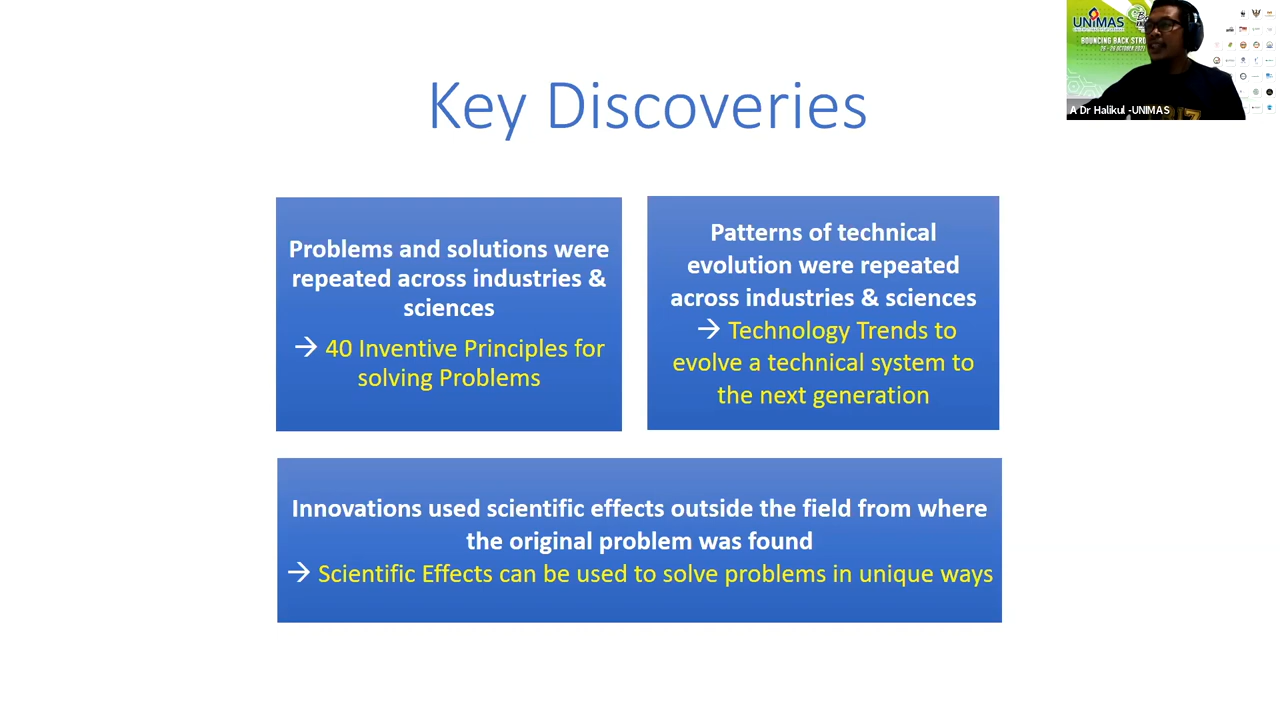 Key Discoveries
Problems and solutions were
repeated across industries &
sciences
→ 40 Inventive Principles for
solving Problems
Patterns of technical
evolution were repeated
across industries & sciences
→ Technology Trends to
evolve a technical system to
the next generation
Innovations used scientific effects outside the field from where
the original problem was found
→ Scientific Effects can be used to solve problems in unique ways
UNIMAS
BOUNCING BACK
A Dr Halikul -UNIMAS